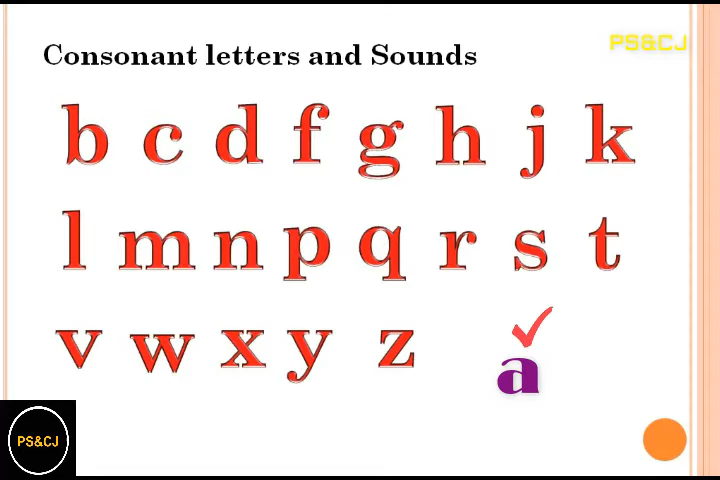 PS&CJ
Consonant letters and Sounds
b c d f g h j k
l m n p q r s t
v w x y z
a
PS&CJ